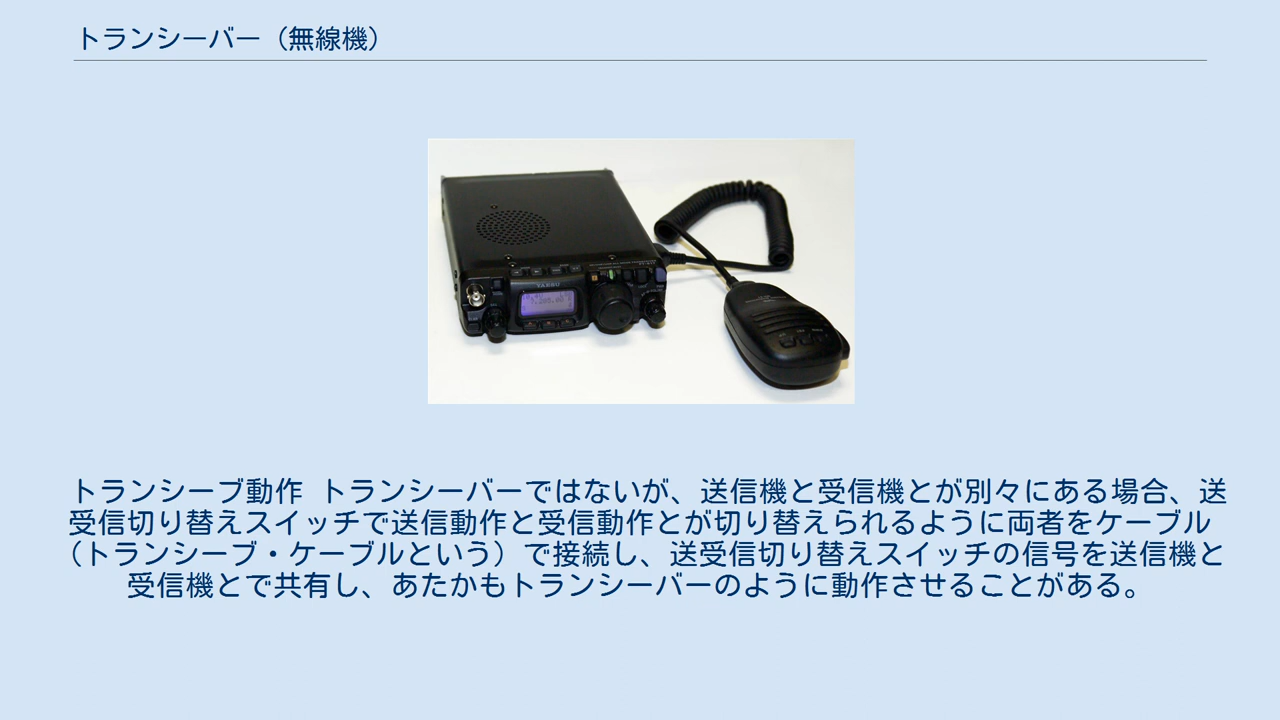 トランシーバー（無線機）
YAESU
トランシーブ動作 トランシーバーではないが、送信機と受信機とが別々にある場合、送
受信切り替えスイッチで送信動作と受信動作とが切り替えられるように両者をケーブル
（トランシーブ・ケーブルという）で接続し、送受信切り替えスイッチの信号を送信機と
受信機とで共有し、あたかもトランシーバーのように動作させることがある。